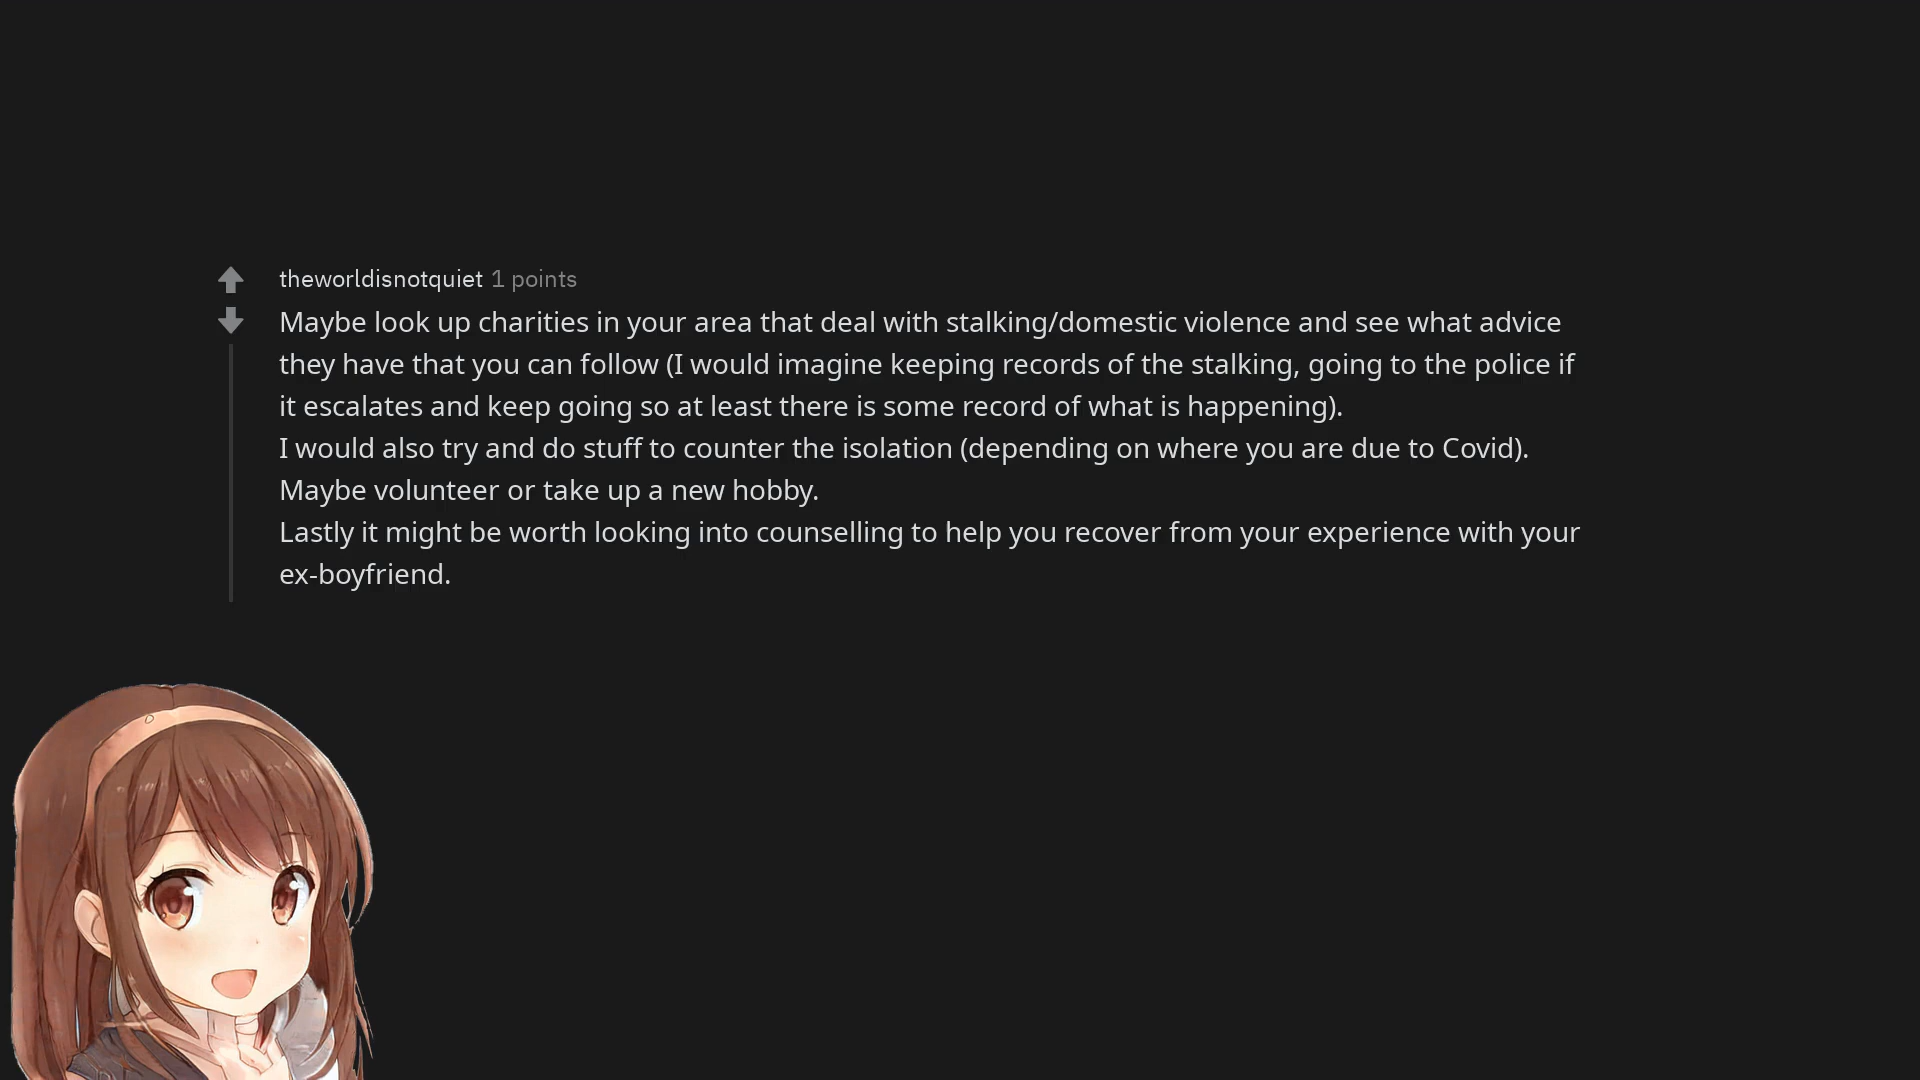 theworldisnotquiet 1 points
Maybe look up charities in your area that deal with stalking/domestic violence and see what advice
they have that you can follow (I would imagine keeping records of the stalking, going to the police if
it escalates and keep going so at least there is some record of what is happening).
I would also try and do stuff to counter the isolation (depending on where you are due to Covid).
Maybe volunteer or take up a new hobby.
Lastly it might be worth looking into counselling to help you recover from your experience with your
ex-boyfriend.